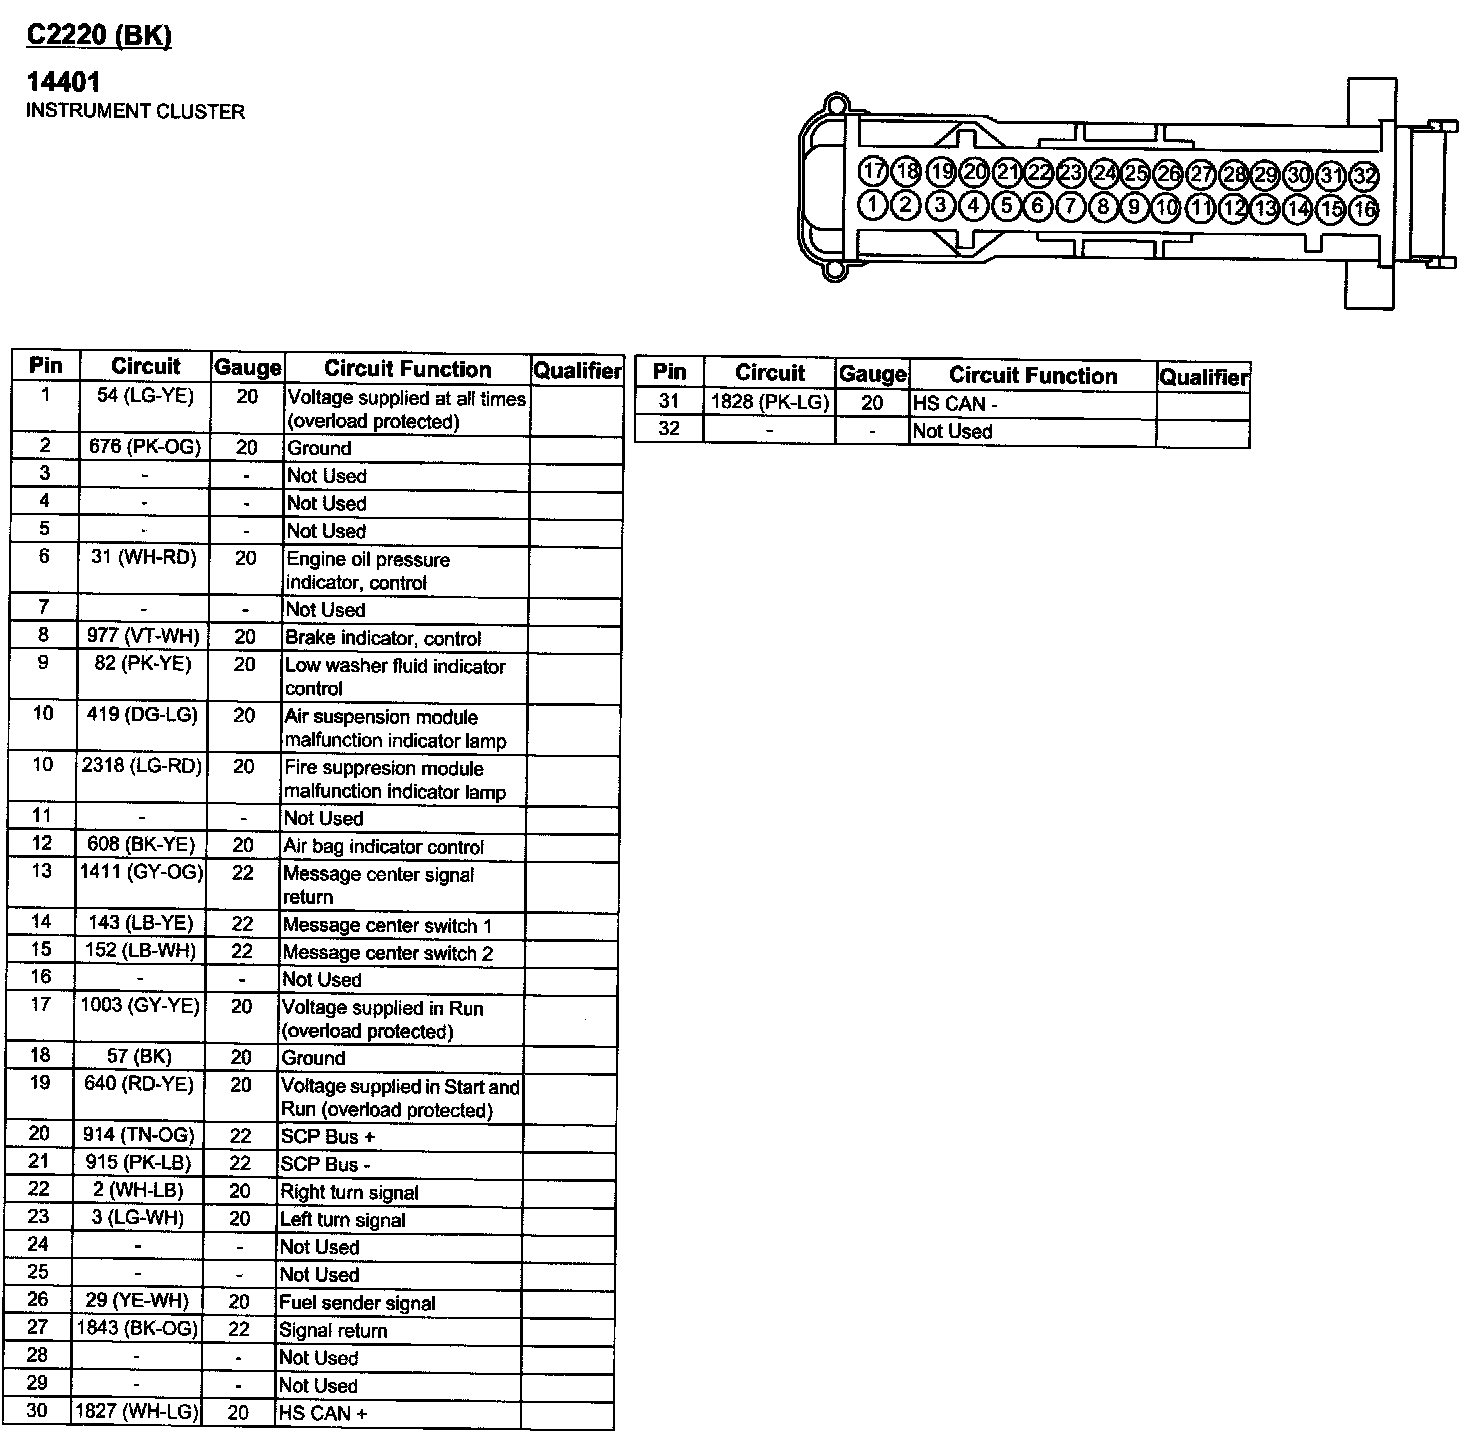 C2220 (BK)
14401
INSTRUMENT CLUSTER
17 18 19 20 21 22 23 24 25 26 27 28 29 30 31 32
1 2 3 4 5 6 7 8 9 10 11 12 13 14 15 16
Pin Circuit Gauge Circuit Function Qualifier
1 54 (LG-YE) 20 Voltage supplied at all times
(overload protected)
2 676 (PK-OG) 20 Ground
3 - - Not Used
4 - - Not Used
5 - - Not Used
6 31 (WH-RD) 20 Engine oil pressure
indicator, control
7 - - Not Used
8 977 (VT-WH) 20 Brake indicator, control
9 82 (PK-YE) 20 Low washer fluid indicator
control
10 419 (DG-LG) 20 Air suspension module
malfunction indicator lamp
10 2318 (LG-RD) 20 Fire suppresion module
malfunction indicator lamp
11 - - Not Used
12 608 (BK-YE) 20 Air bag indicator control
13 1411 (GY-OG) 22 Message center signal
return
14 143 (LB-YE) 22 Message center switch 1
15 152 (LB-WH) 22 Message center switch 2
16 - - Not Used
17 1003 (GY-YE) 20 Voltage supplied in Run
(overload protected)
18 57 (BK) 20 Ground
19 640 (RD-YE) 20 Voltage supplied in Start and
Run (overload protected)
20 914 (TN-OG) 22 SCP Bus +
21 915 (PK-LB) 22 SCP Bus -
22 2 (WH-LB) 20 Right turn signal
23 3 (LG-WH) 20 Left turn signal
24 - - Not Used
25 - - Not Used
26 29 (YE-WH) 20 Fuel sender signal
27 1843 (BK-OG) 22 Signal return
28 - - Not Used
29 - - Not Used
30 1827 (WH-LG) 20 HS CAN +
Pin Circuit Gauge Circuit Function Qualifier
31 1828 (PK-LG) 20 HS CAN -
32 - - Not Used